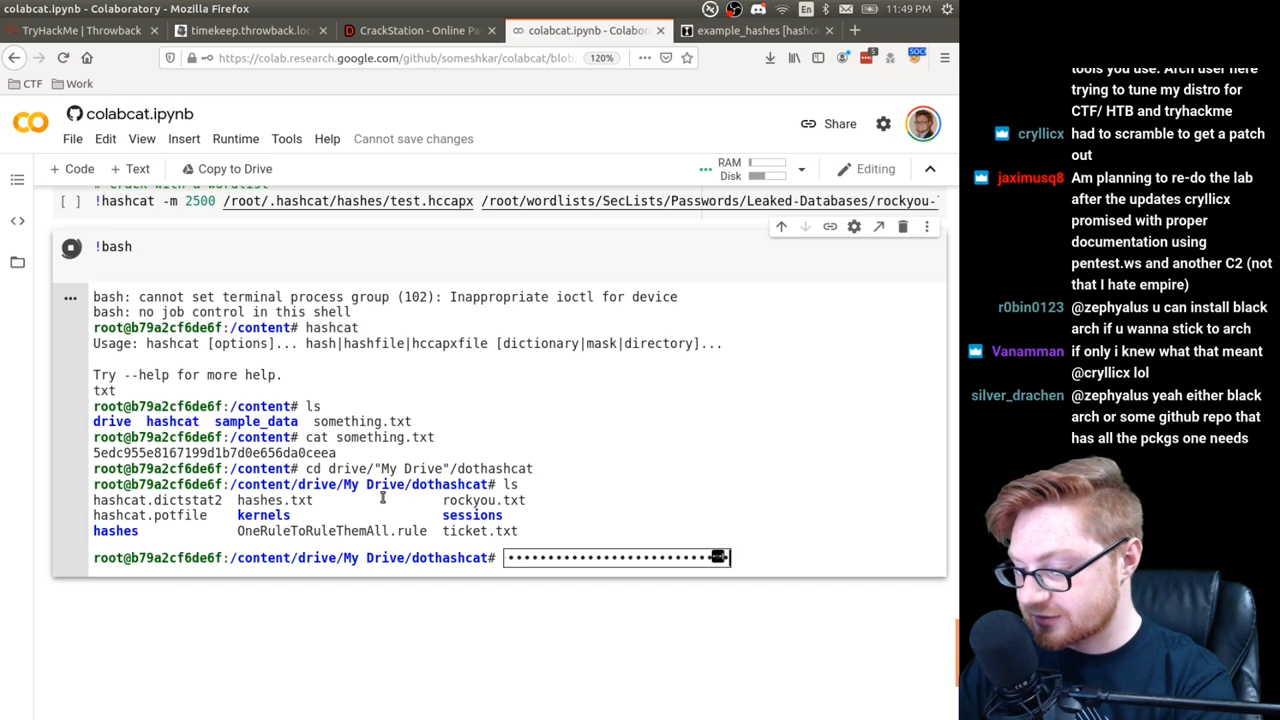 colabcat.ipynb - Colaboratory - Mozilla Firefox
En
11:49 PM
TryHackMe | Throwback
timekeep.throwback.loc
CrackStation - Online Pa
colabcat.ipynb - Colabor
example_hashes [hashcat
https://colab.research.google.com/github/someshkar/colabcat/blob,
120%
CTF
Work
colabcat.ipynb
File Edit View Insert Runtime Tools Help Cannot save changes
Share
+ Code + Text Copy to Drive
RAM
Disk
Editing
# Crack with a wordlist
[ ] !hashcat -m 2500 /root/.hashcat/hashes/test.hccapx /root/wordlists/SecLists/Passwords/Leaked-Databases/rockyou-
!bash
bash: cannot set terminal process group (102): Inappropriate ioctl for device
bash: no job control in this shell
root@b79a2cf6de6f:/content# hashcat
Usage: hashcat [options]... hash|hashfile|hccapxfile [dictionary|mask|directory]...
Try --help for more help.
txt
root@b79a2cf6de6f:/content# ls
drive hashcat sample_data something.txt
root@b79a2cf6de6f:/content# cat something.txt
5edc955e8167199d1b7d0e656da0ceea
root@b79a2cf6de6f:/content# cd drive/"My Drive"/dothashcat
root@b79a2cf6de6f:/content/drive/My Drive/dothashcat# ls
hashcat.dictstat2 hashes.txt rockyou.txt
hashcat.potfile kernels sessions
hashes OneRuleToRuleThemAll.rule ticket.txt
root@b79a2cf6de6f:/content/drive/My Drive/dothashcat#
tools you use. Arch user here
trying to tune my distro for
CTF/ HTB and tryhackme
cryllicx had to scramble to get a patch
out
jaximusq8 Am planning to re-do the lab
after the updates cryllicx
promised with proper
documentation using
pentest.ws and another C2 (not
that I hate empire)
r0bin0123 @zephyalus u can install black
arch if u wanna stick to arch
Vanamman if only i knew what that meant
@cryllicx lol
silver_drachen @zephyalus yeah either black
arch or some github repo that
has all the pckgs one needs